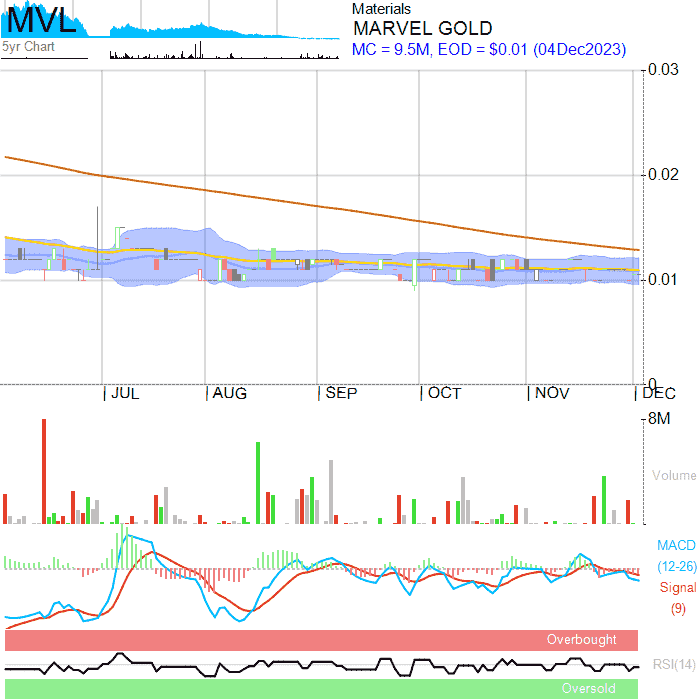 MVL
5yr Chart
Materials
MARVEL GOLD
MC = 9.5M, EOD = $0.01 (04Dec2023)
0.03
0.02
0.01
0
JUL AUG SEP OCT NOV DEC
8M
Volume
MACD
(12-26)
Signal
(9)
Overbought
RSI(14)
Oversold